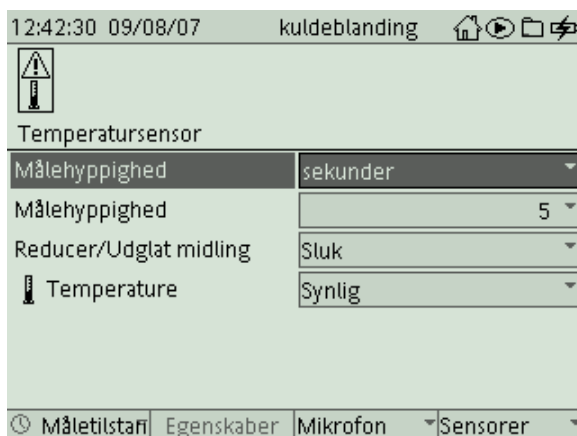 12:42:30 09/08/07 kuldeblanding
Temperatursensor
Målehyppighed sekunder
Målehyppighed 5
Reducer/Udglat midling Sluk
Temperature Synlig
Egenskaber Mikrofon Sensorer